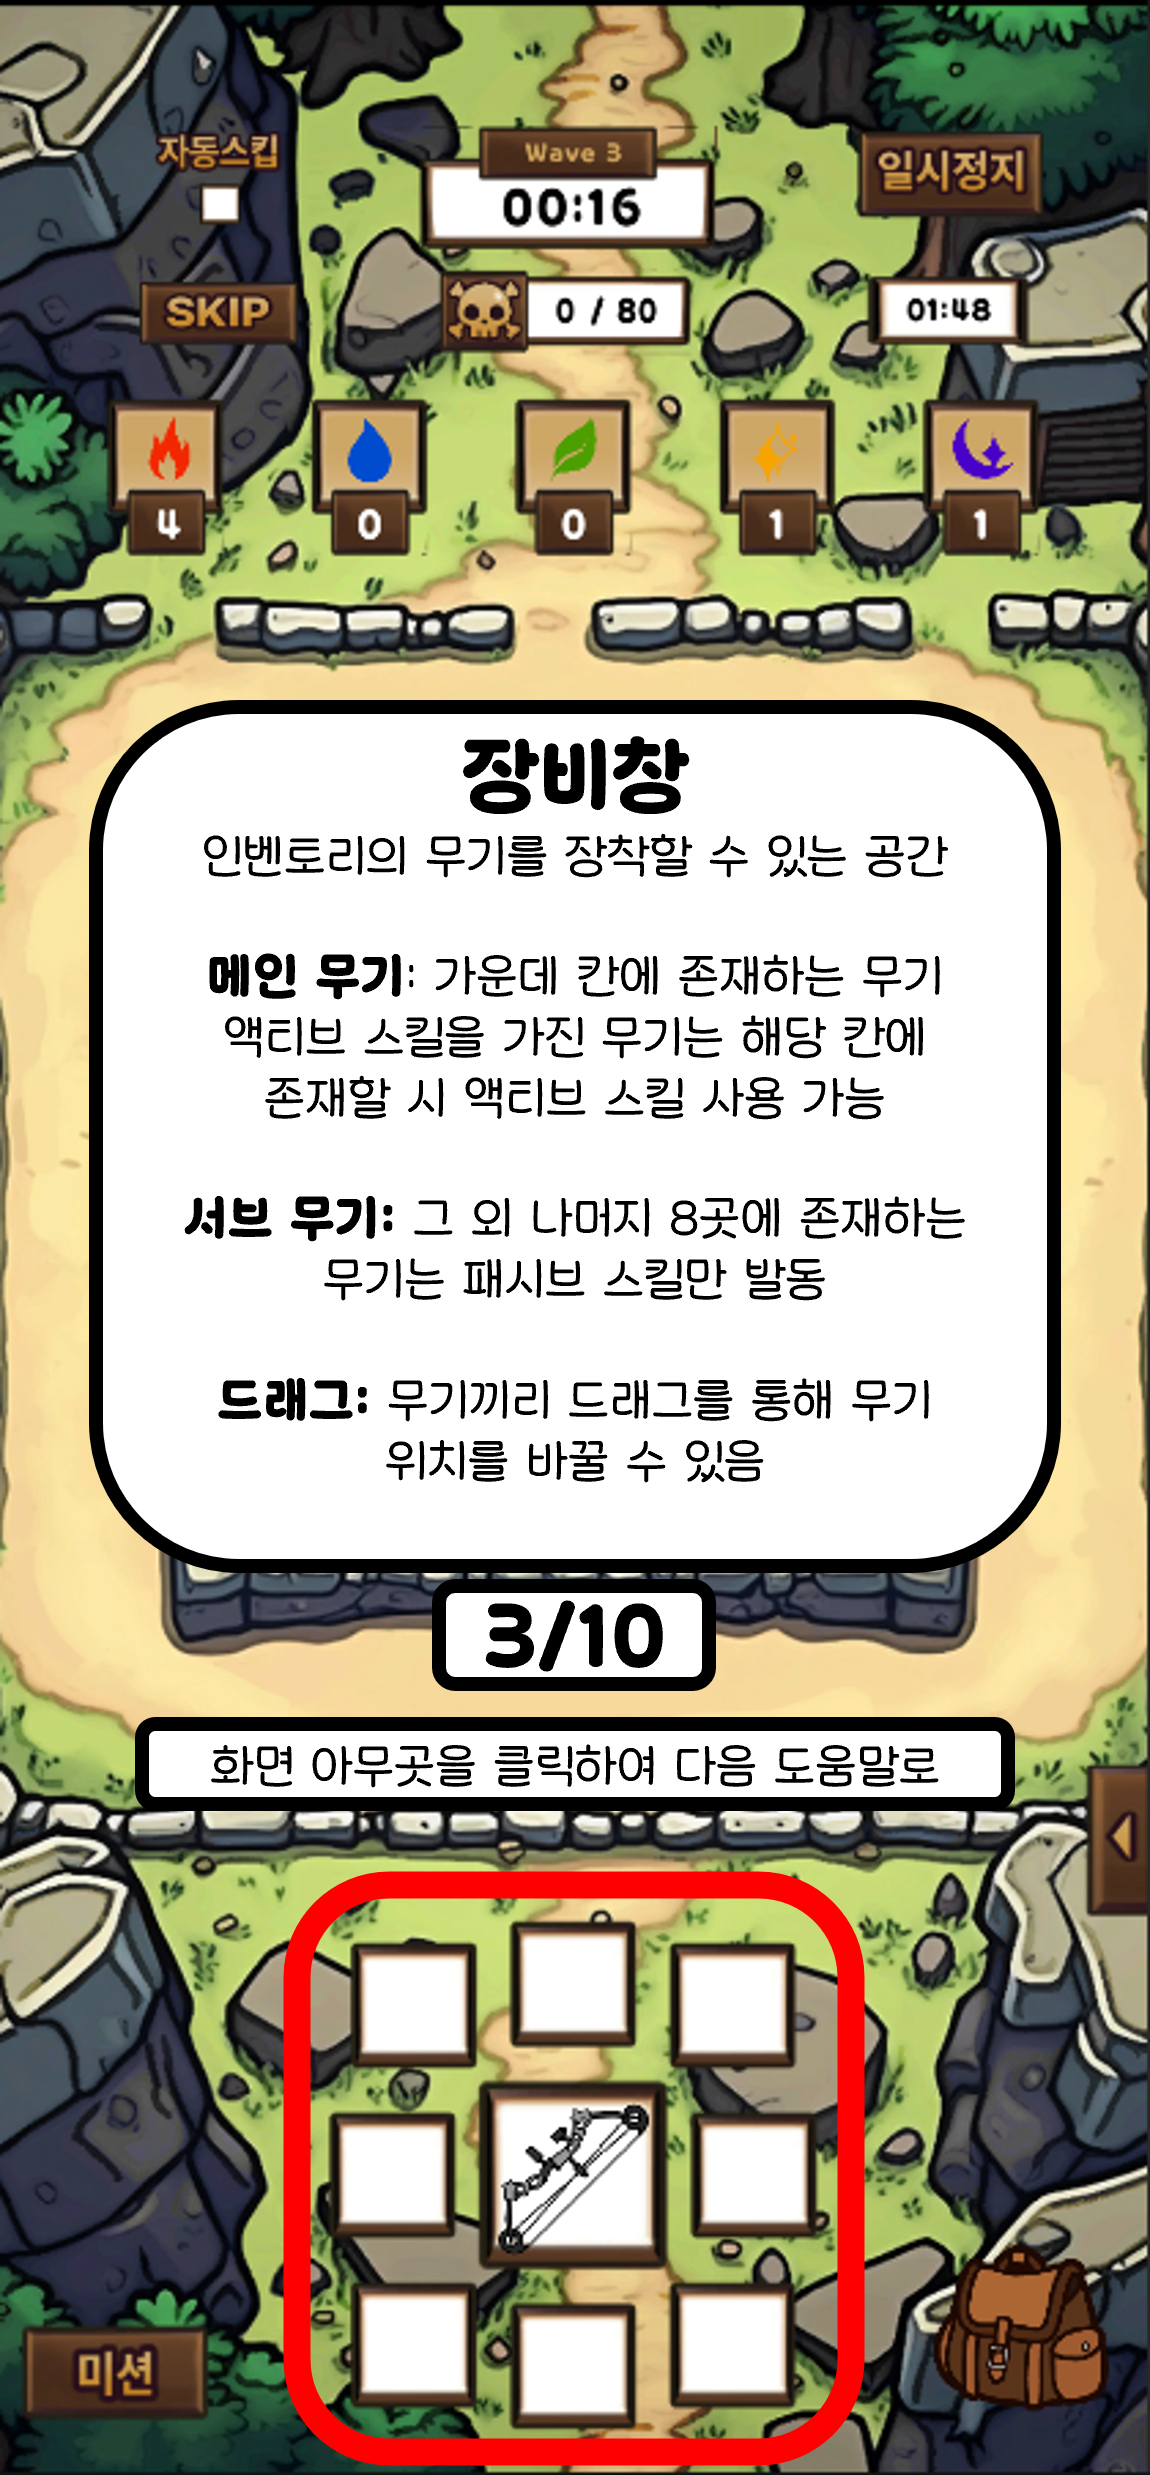 자동스킵
Wave 3
00:16
일시정지
SKIP
0 / 80
01:48
4
0
0
1
1
장비창
인벤토리의 무기를 장착할 수 있는 공간
메인 무기: 가운데 칸에 존재하는 무기
액티브 스킬을 가진 무기는 해당 칸에
존재할 시 액티브 스킬 사용 가능
서브 무기: 그 외 나머지 8곳에 존재하는
무기는 패시브 스킬만 발동
드래그: 무기끼리 드래그를 통해 무기
위치를 바꿀 수 있음
3/10
화면 아무곳을 클릭하여 다음 도움말로
미션